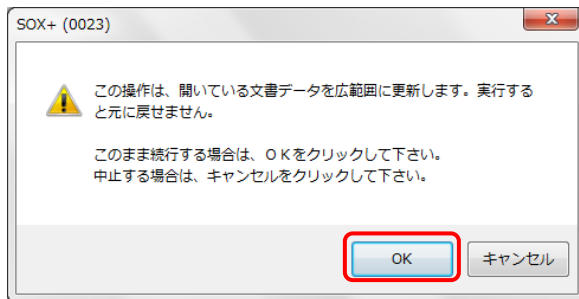 SOX+ (0023)
この操作は、開いている文書データを広範囲に更新します。実行する
と元に戻せません。
このまま続行する場合は、ＯＫをクリックして下さい。
中止する場合は、キャンセルをクリックして下さい。
OK
キャンセル